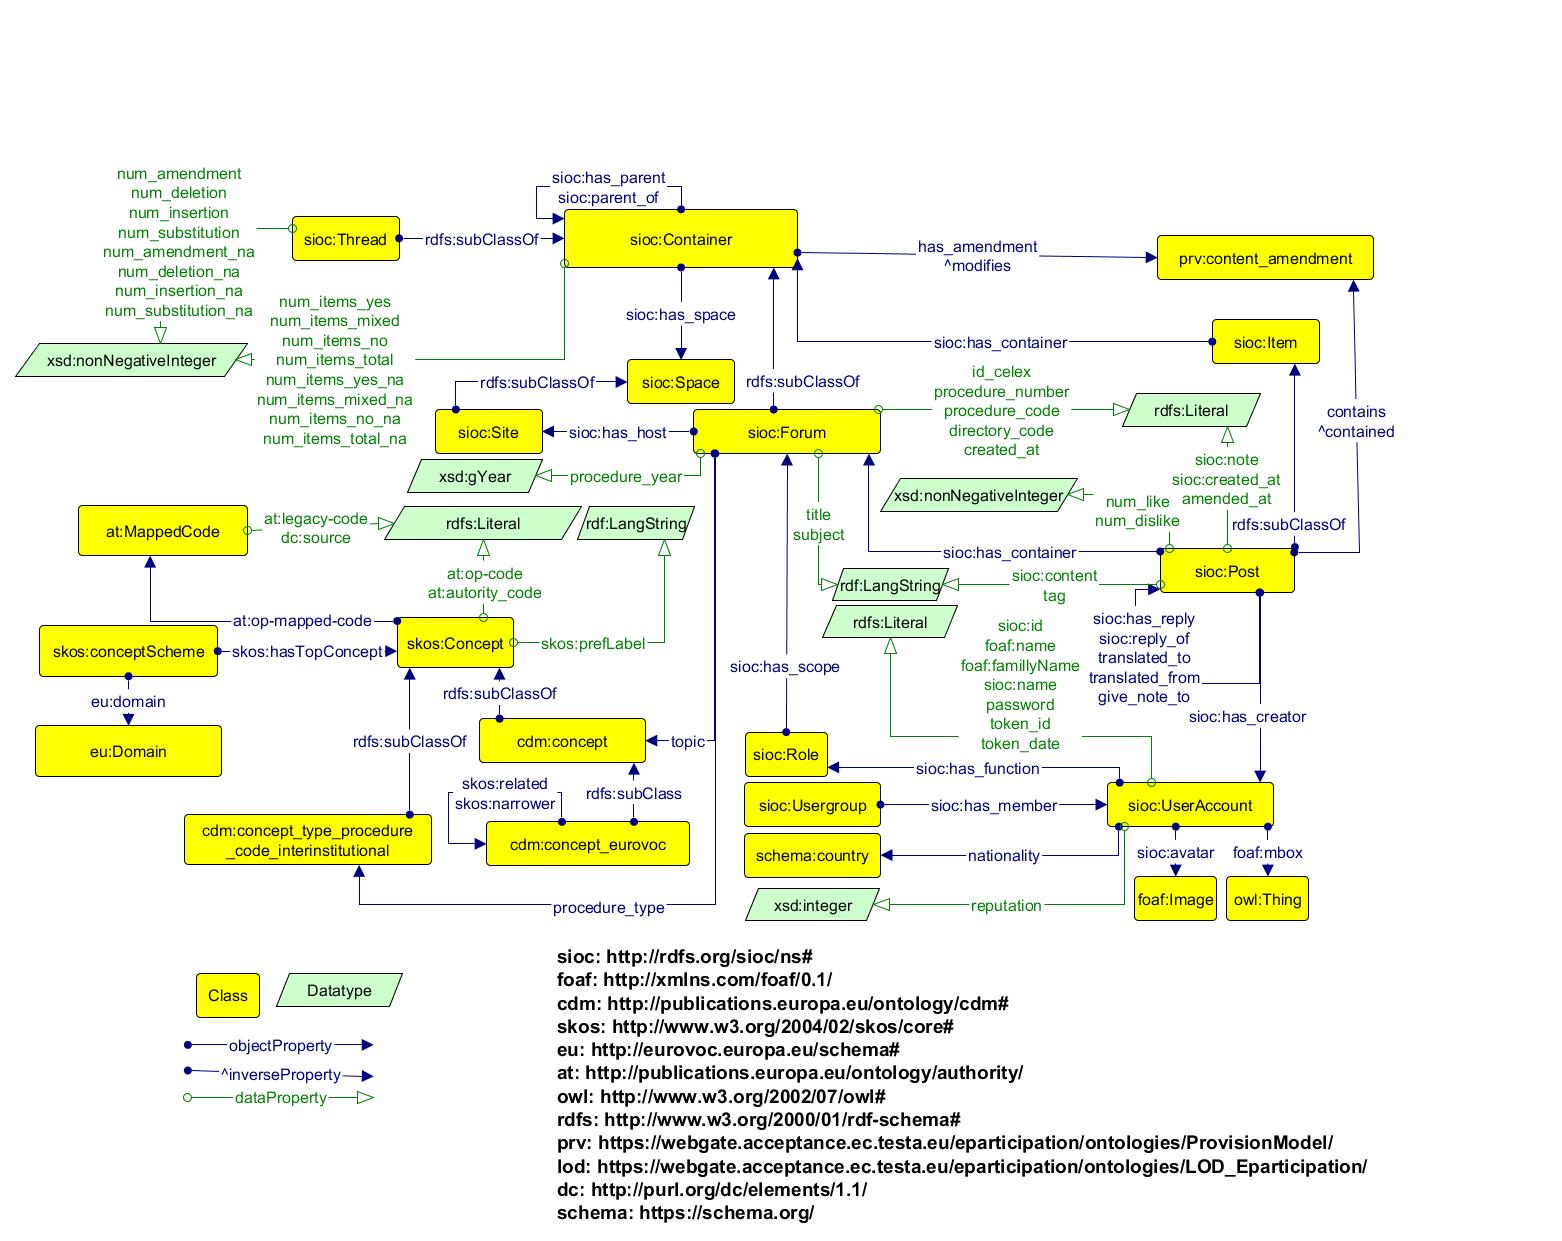 num_amendment
num_deletion
num_insertion
num_substitution
num_amendment_na
num_deletion_na
num_insertion_na
num_substitution_na
sioc:Thread
rdfs:subClassOf
sioc:has_parent
sioc:parent_of
sioc:Container
has_amendment
^modifies
prv:content_amendment
xsd:nonNegativeInteger
num_items_yes
num_items_mixed
num_items_no
num_items_total
num_items_yes_na
num_items_mixed_na
num_items_no_na
num_items_total_na
sioc:has_space
sioc:has_container
sioc:Item
rdfs:subClassOf
sioc:Space
rdfs:subClassOf
sioc:Site
sioc:has_host
sioc:Forum
id_celex
procedure_number
procedure_code
directory_code
created_at
rdfs:Literal
contains
^contained
xsd:gYear
procedure_year
sioc:note
sioc:created_at
amended_at
xsd:nonNegativeInteger
num_like
num_dislike
rdfs:subClassOf
at:MappedCode
at:legacy-code
dc:source
rdfs:Literal
rdf:LangString
title
subject
sioc:has_container
sioc:Post
at:op-code
at:autority_code
rdf:LangString
sioc:content
tag
rdfs:Literal
at:op-mapped-code
skos:conceptScheme
skos:hasTopConcept
skos:Concept
skos:prefLabel
sioc:has_scope
sioc:id
foaf:name
foaf:famillyName
sioc:name
password
token_id
token_date
sioc:has_reply
sioc:reply_of
translated_to
translated_from
give_note_to
sioc:has_creator
eu:domain
eu:Domain
rdfs:subClassOf
rdfs:subClassOf
cdm:concept
topic
sioc:Role
sioc:has_function
skos:related
skos:narrower
rdfs:subClass
sioc:Usergroup
sioc:has_member
sioc:UserAccount
cdm:concept_type_procedure
_code_interinstitutional
cdm:concept_eurovoc
schema:country
nationality
sioc:avatar
foaf:mbox
procedure_type
xsd:integer
reputation
foaf:Image
owl:Thing
Class
Datatype
objectProperty
^inverseProperty
dataProperty
sioc: http://rdfs.org/sioc/ns#
foaf: http://xmlns.com/foaf/0.1/
cdm: http://publications.europa.eu/ontology/cdm#
skos: http://www.w3.org/2004/02/skos/core#
eu: http://eurovoc.europa.eu/schema#
at: http://publications.europa.eu/ontology/authority/
owl: http://www.w3.org/2002/07/owl#
rdfs: http://www.w3.org/2000/01/rdf-schema#
prv: https://webgate.acceptance.ec.testa.eu/eparticipation/ontologies/ProvisionModel/
lod: https://webgate.acceptance.ec.testa.eu/eparticipation/ontologies/LOD_Eparticipation/
dc: http://purl.org/dc/elements/1.1/
schema: https://schema.org/